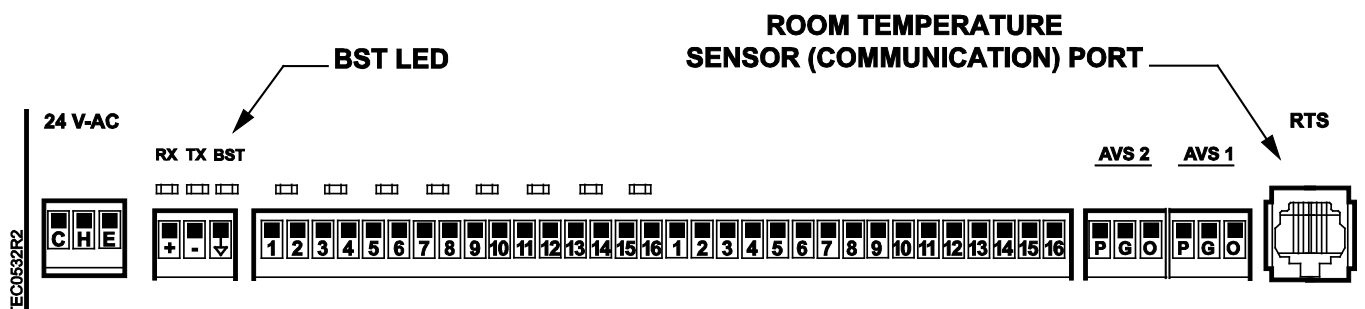 ROOM TEMPERATURE
SENSOR (COMMUNICATION) PORT
BST LED
24 V-AC
RTS
RX TX BST
AVS 2 AVS 1
C H E
+ -
1 2 3 4 5 6 7 8 9 10 11 12 13 14 15 16 1 2 3 4 5 6 7 8 9 10 11 12 13 14 15 16
P G O P G O
TEC0532R2